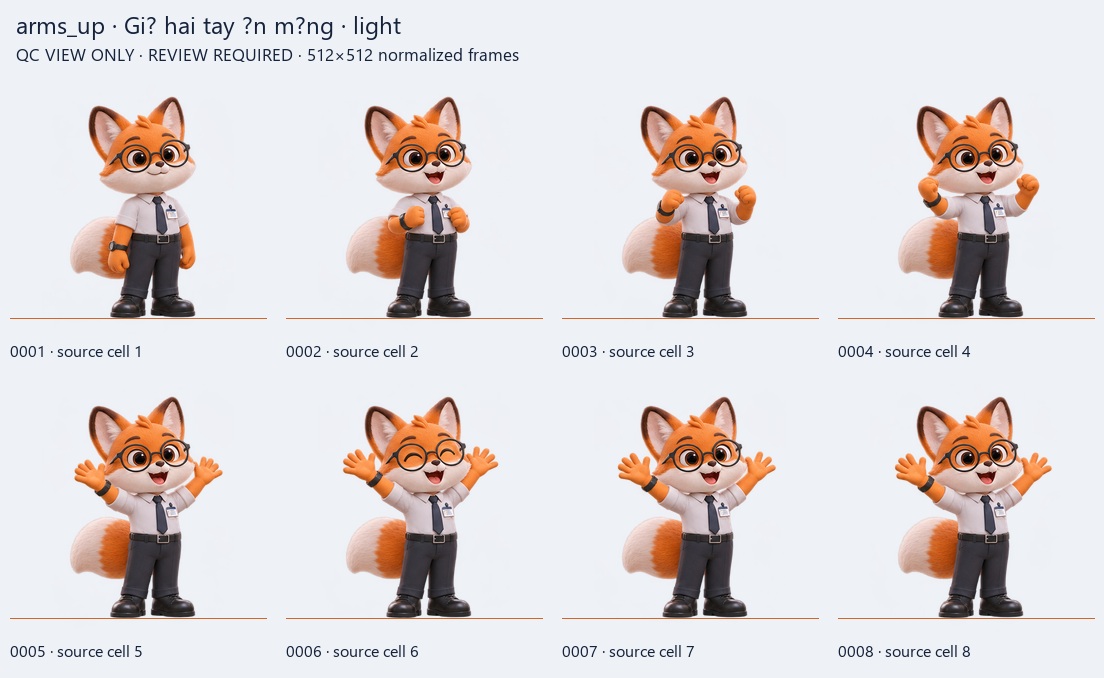 arms_up · Gi? hai tay ?n m?ng · light
QC VIEW ONLY · REVIEW REQUIRED · 512×512 normalized frames
0001 · source cell 1
0002 · source cell 2
0003 · source cell 3
0004 · source cell 4
0005 · source cell 5
0006 · source cell 6
0007 · source cell 7
0008 · source cell 8